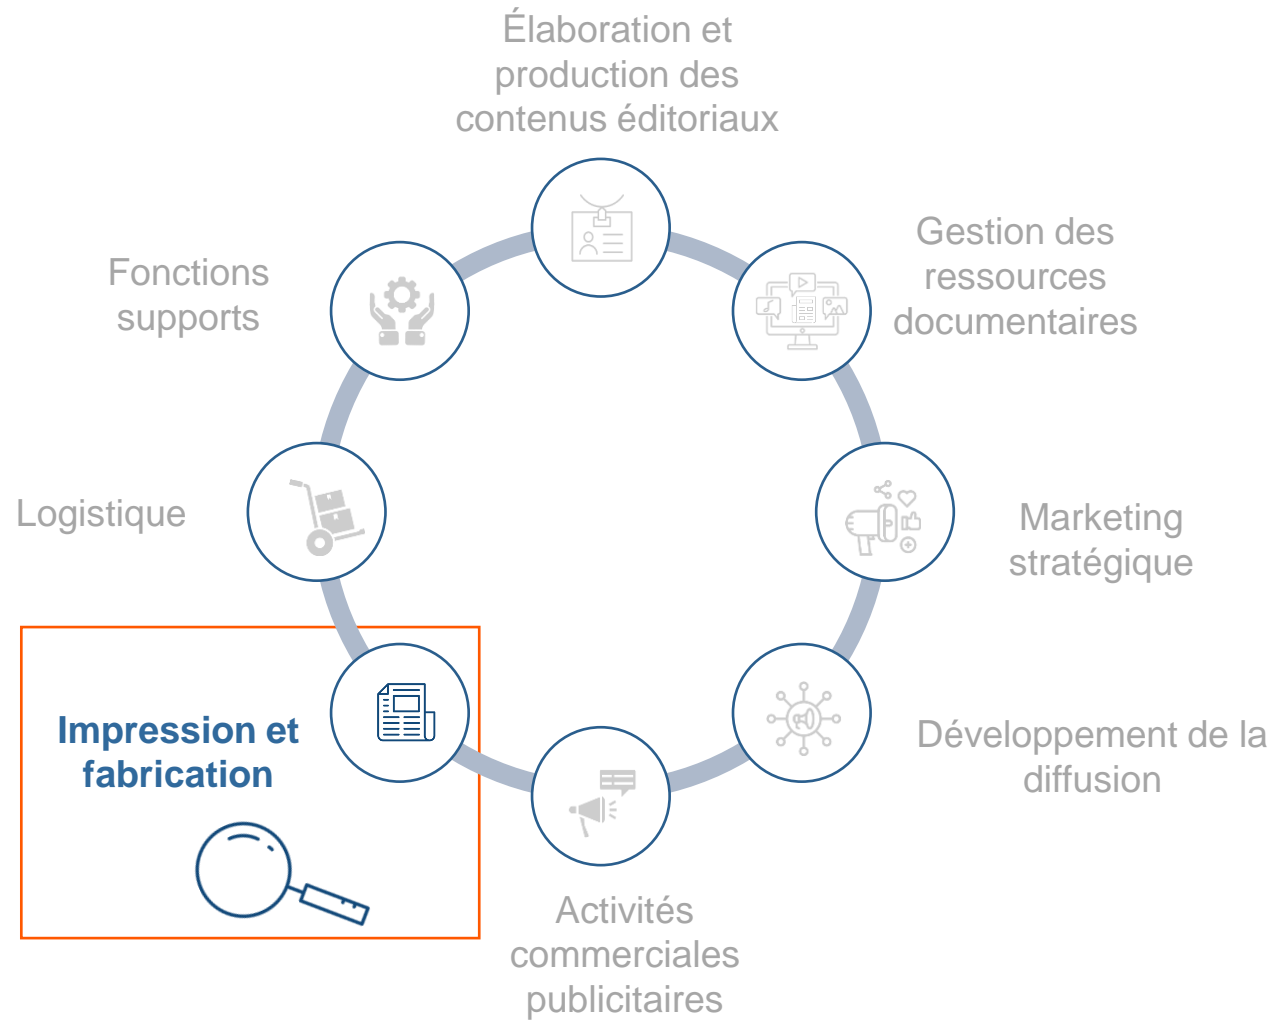 Élaboration et
production des
contenus éditoriaux
Gestion des
ressources
documentaires
Fonctions
supports
Logistique
Marketing
stratégique
Impression et
fabrication
Développement de la
diffusion
Activités
commerciales
publicitaires